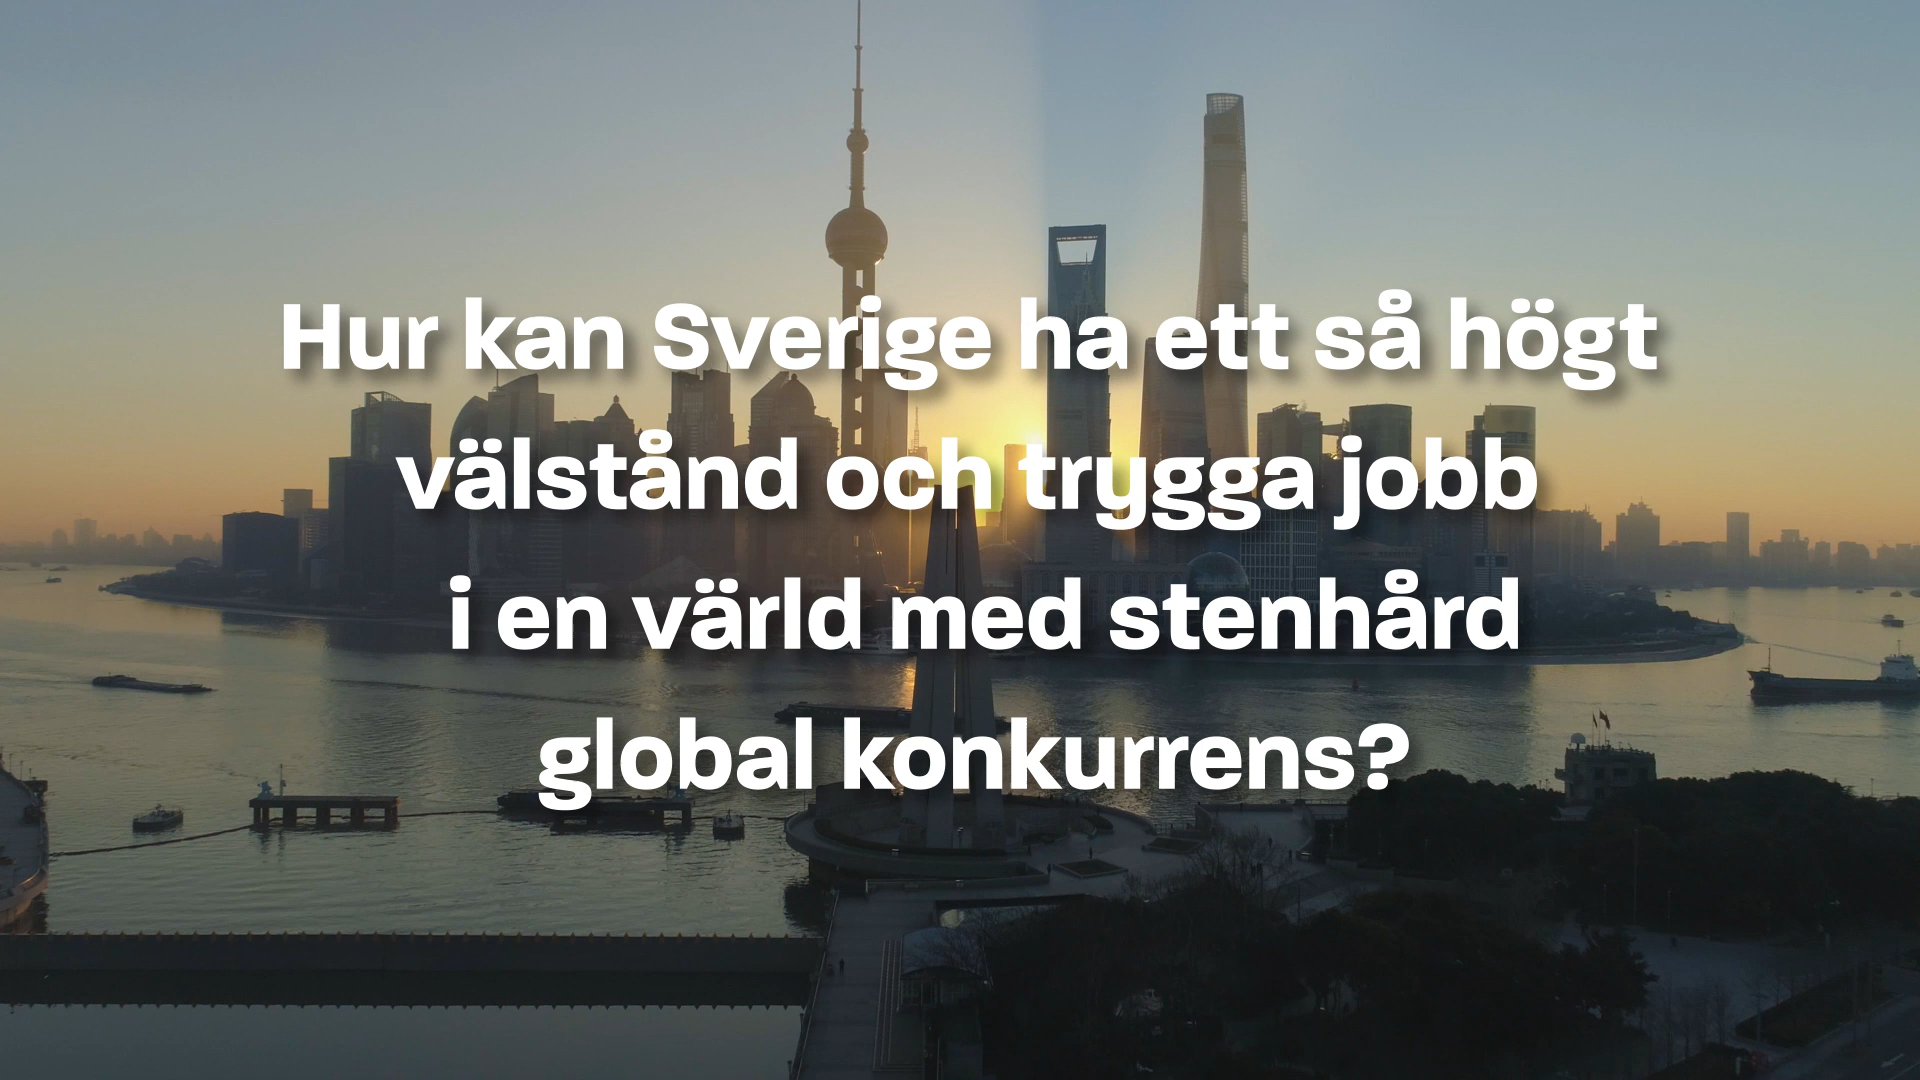 Hur kan Sverige ha ett så högt
välstånd och trygga jobb
i en värld med stenhård
global konkurrens?